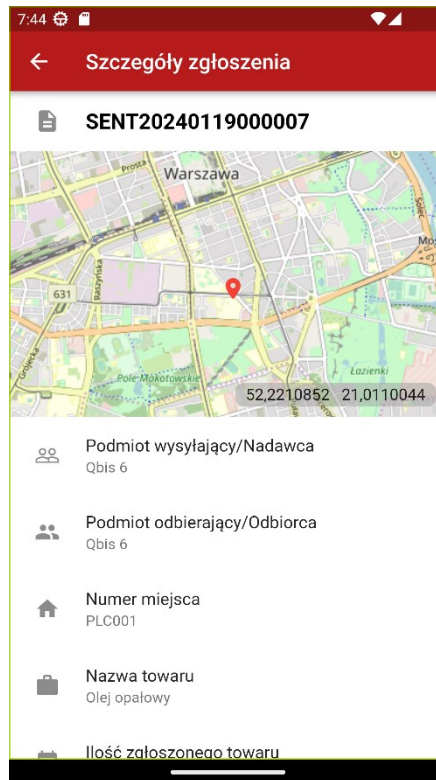 7:44
Szczegóły zgłoszenia
SENT20240119000007
Prosta
Warszawa
Solec
Raszyńska
631
Grójecka
Pole Mokotowskie
Łazienki
52,2210852 21,0110044
Podmiot wysyłający/Nadawca
Qbis 6
Podmiot odbierający/Odbiorca
Qbis 6
Numer miejsca
PLC001
Nazwa towaru
Olej opałowy
Ilość zgłoszonego towaru